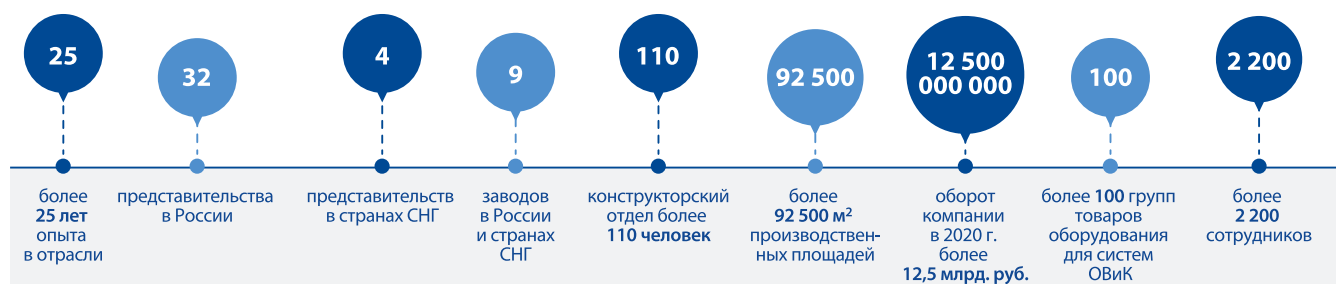 25
32
4
9
110
92 500
12 500
000 000
100
2 200
более
25 лет
опыта
в отрасли
представительства
в России
представительств
в странах СНГ
заводов
в России
и странах
СНГ
конструкторский
отдел более
110 человек
более
92 500 м²
производствен-
ных площадей
оборот
компании
в 2020 г.
более
12,5 млрд. руб.
более 100 групп
товаров
оборудования
для систем
ОВиК
более
2 200
сотрудников